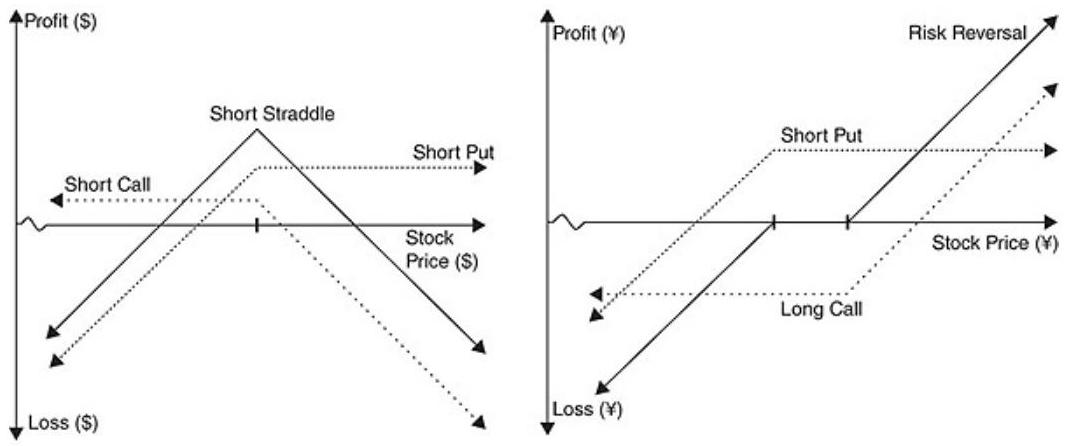 Profit ($)
Short Straddle
Short Put
Short Call
Stock
Price ($)
Loss ($)
Profit (¥)
Risk Reversal
Short Put
Stock Price (¥)
Long Call
Loss (¥)